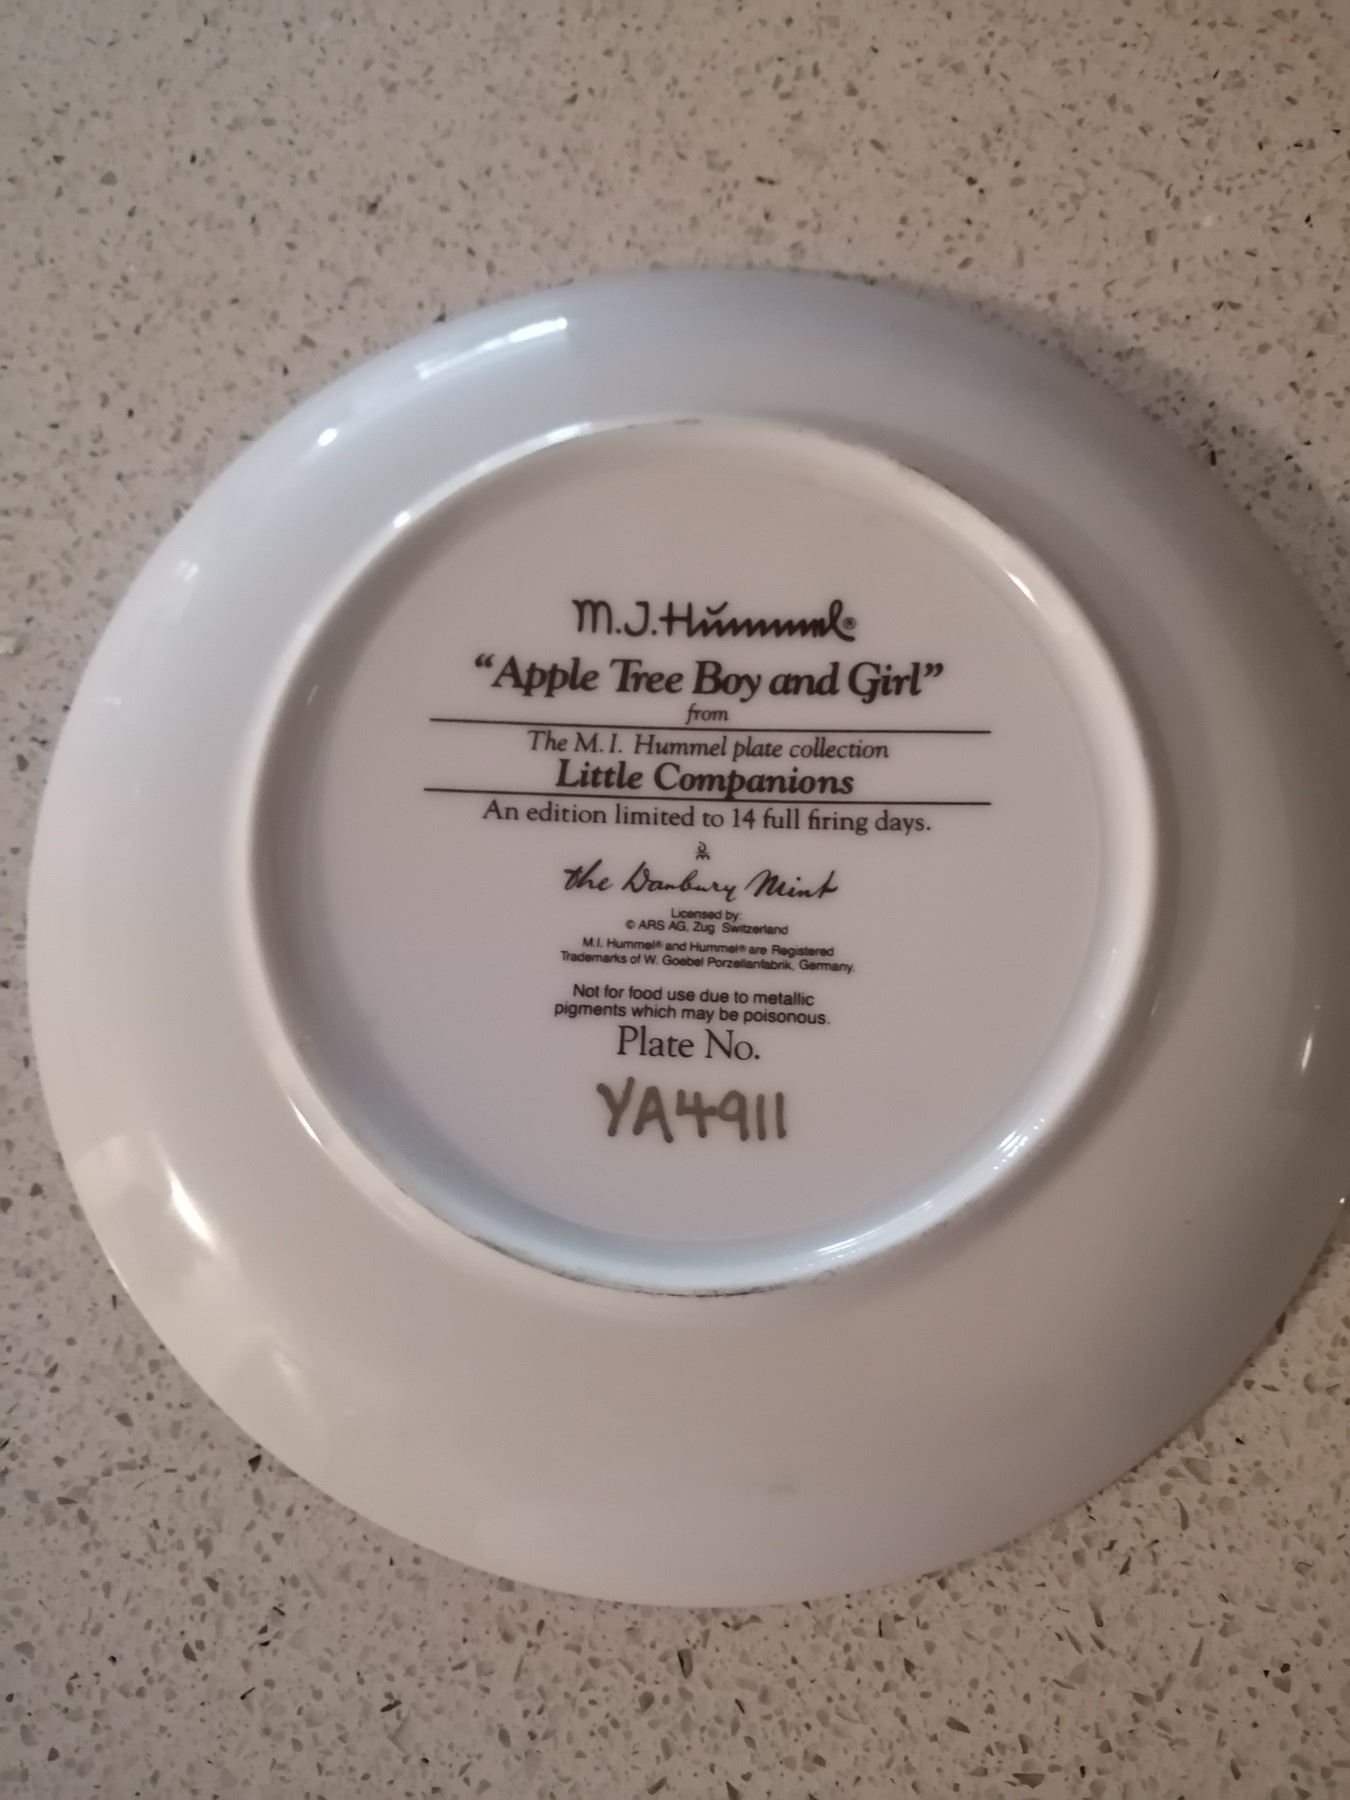 M.J.Hummel®
"Apple Tree Boy and Girl"
from
The M.I. Hummel plate collection
Little Companions
An edition limited to 14 full firing days.
the Danbury Mint
Licensed by:
© ARS AG, Zug Switzerland
M.I. Hummel® and Hummel® are Registered
Trademarks of W. Goebel Porzellanfabrik, Germany.
Not for food use due to metallic
pigments which may be poisonous.
Plate No.
YA4911